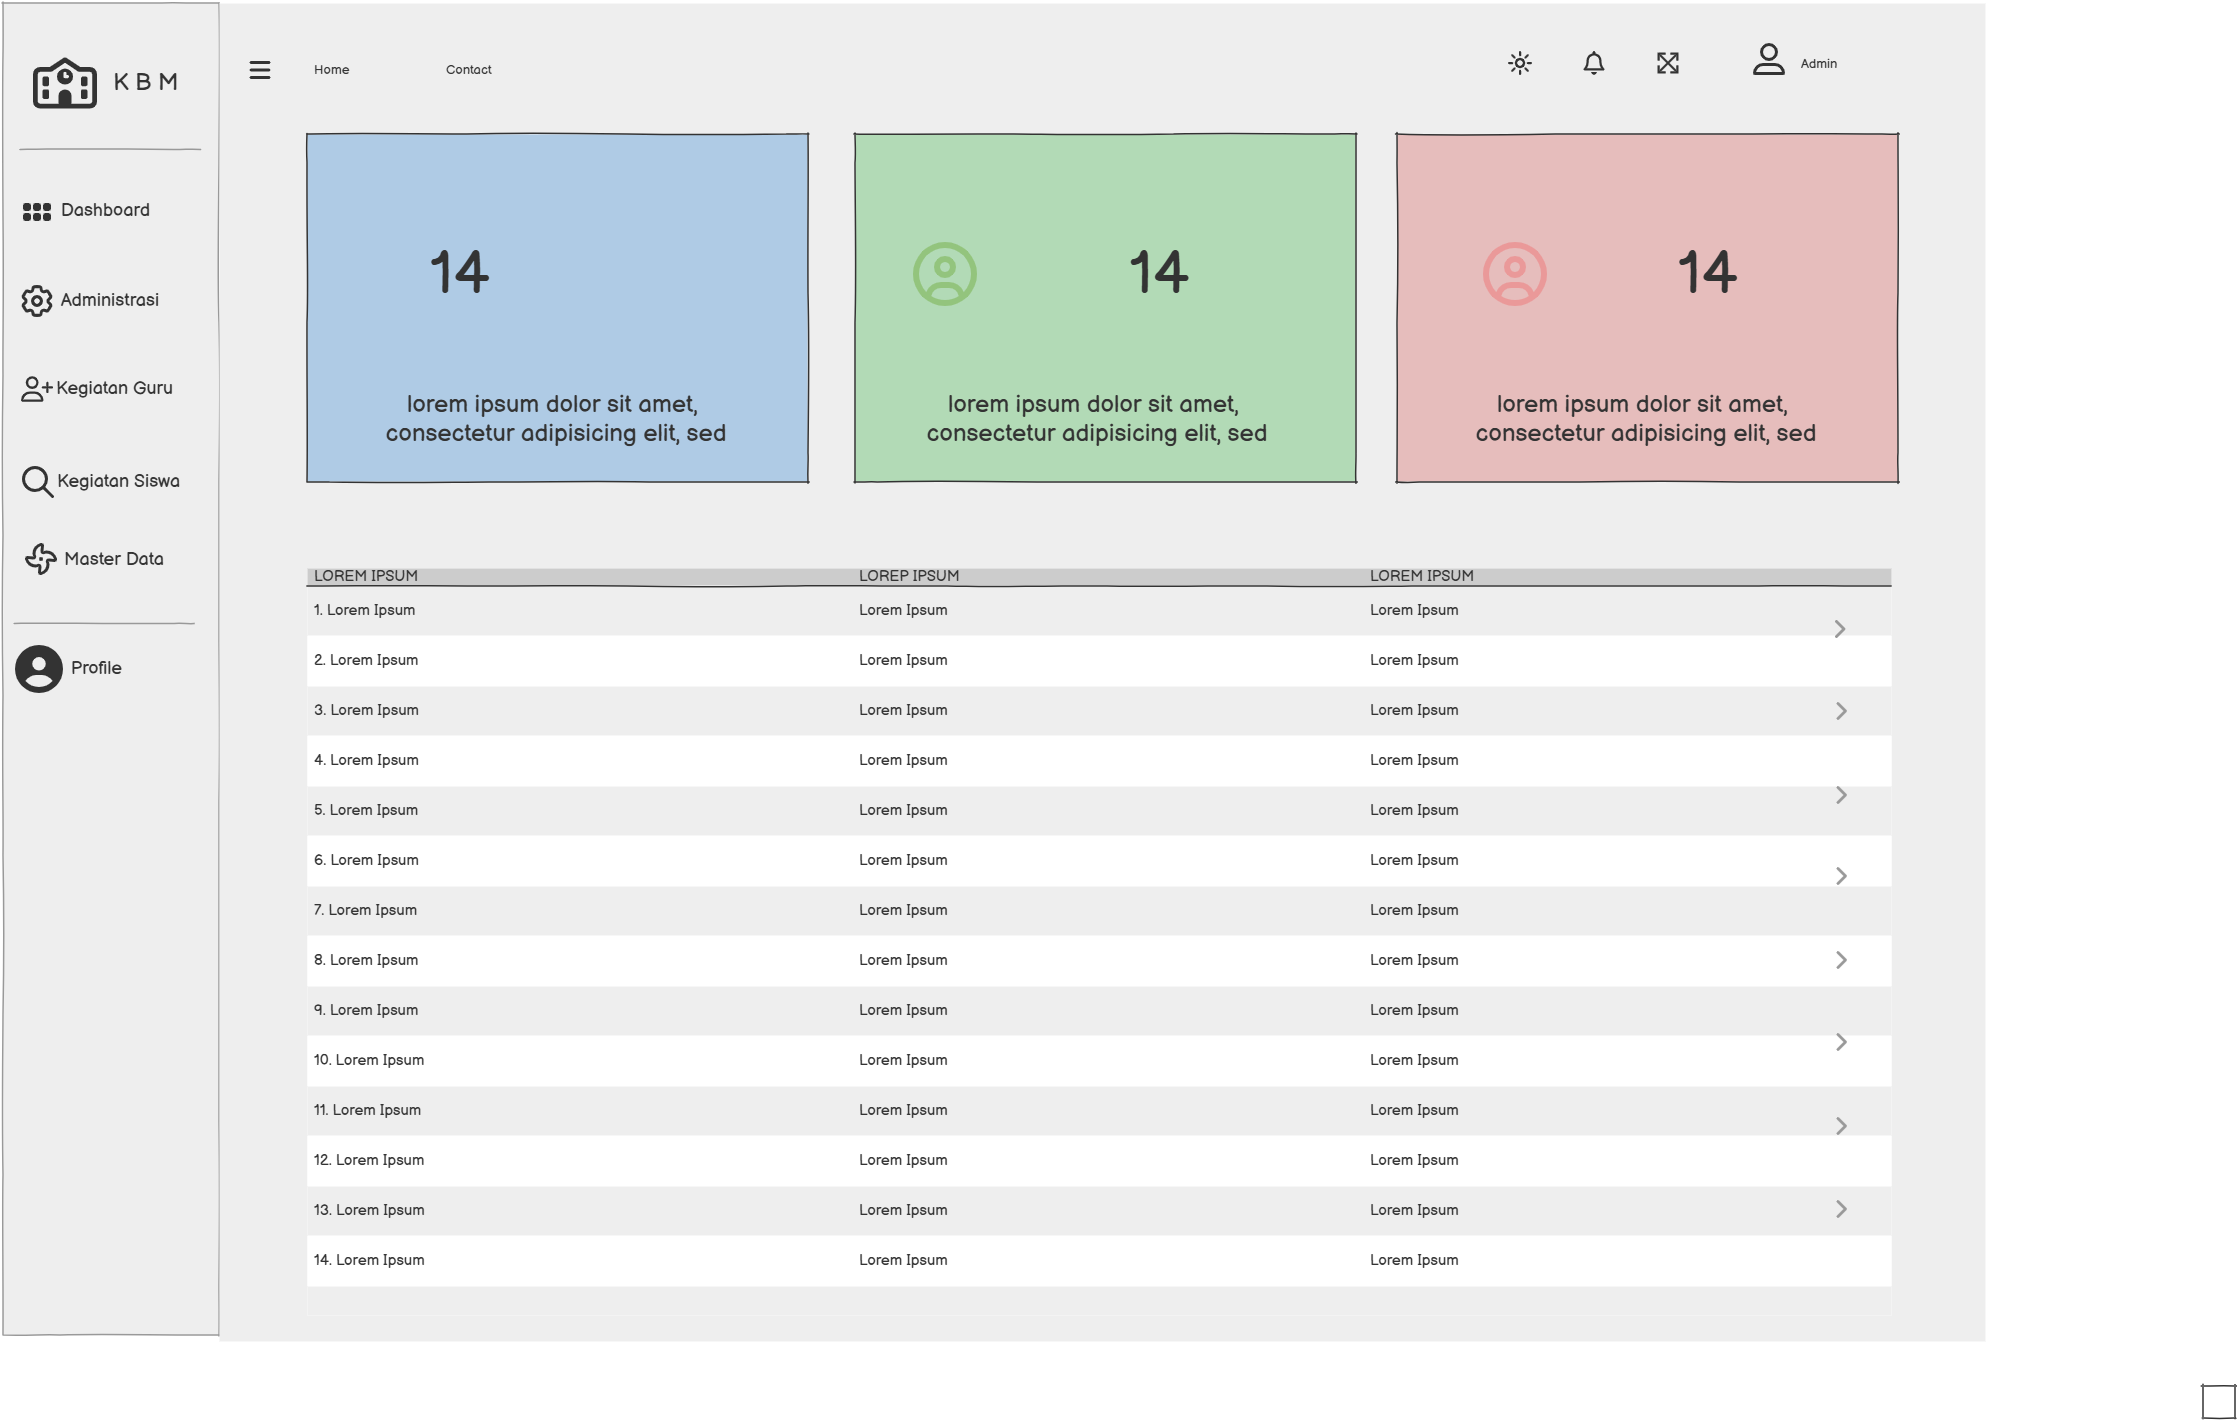 KBM
Home
Contact
Admin
Dashboard
Administrasi
Kegiatan Guru
Kegiatan Siswa
Master Data
Profile
14
lorem ipsum dolor sit amet,
consectetur adipisicing elit, sed
14
lorem ipsum dolor sit amet,
consectetur adipisicing elit, sed
14
lorem ipsum dolor sit amet,
consectetur adipisicing elit, sed
LOREM IPSUM LOREP IPSUM LOREM IPSUM
1. Lorem Ipsum Lorem Ipsum Lorem Ipsum
2. Lorem Ipsum Lorem Ipsum Lorem Ipsum
3. Lorem Ipsum Lorem Ipsum Lorem Ipsum
4. Lorem Ipsum Lorem Ipsum Lorem Ipsum
5. Lorem Ipsum Lorem Ipsum Lorem Ipsum
6. Lorem Ipsum Lorem Ipsum Lorem Ipsum
7. Lorem Ipsum Lorem Ipsum Lorem Ipsum
8. Lorem Ipsum Lorem Ipsum Lorem Ipsum
9. Lorem Ipsum Lorem Ipsum Lorem Ipsum
10. Lorem Ipsum Lorem Ipsum Lorem Ipsum
11. Lorem Ipsum Lorem Ipsum Lorem Ipsum
12. Lorem Ipsum Lorem Ipsum Lorem Ipsum
13. Lorem Ipsum Lorem Ipsum Lorem Ipsum
14. Lorem Ipsum Lorem Ipsum Lorem Ipsum